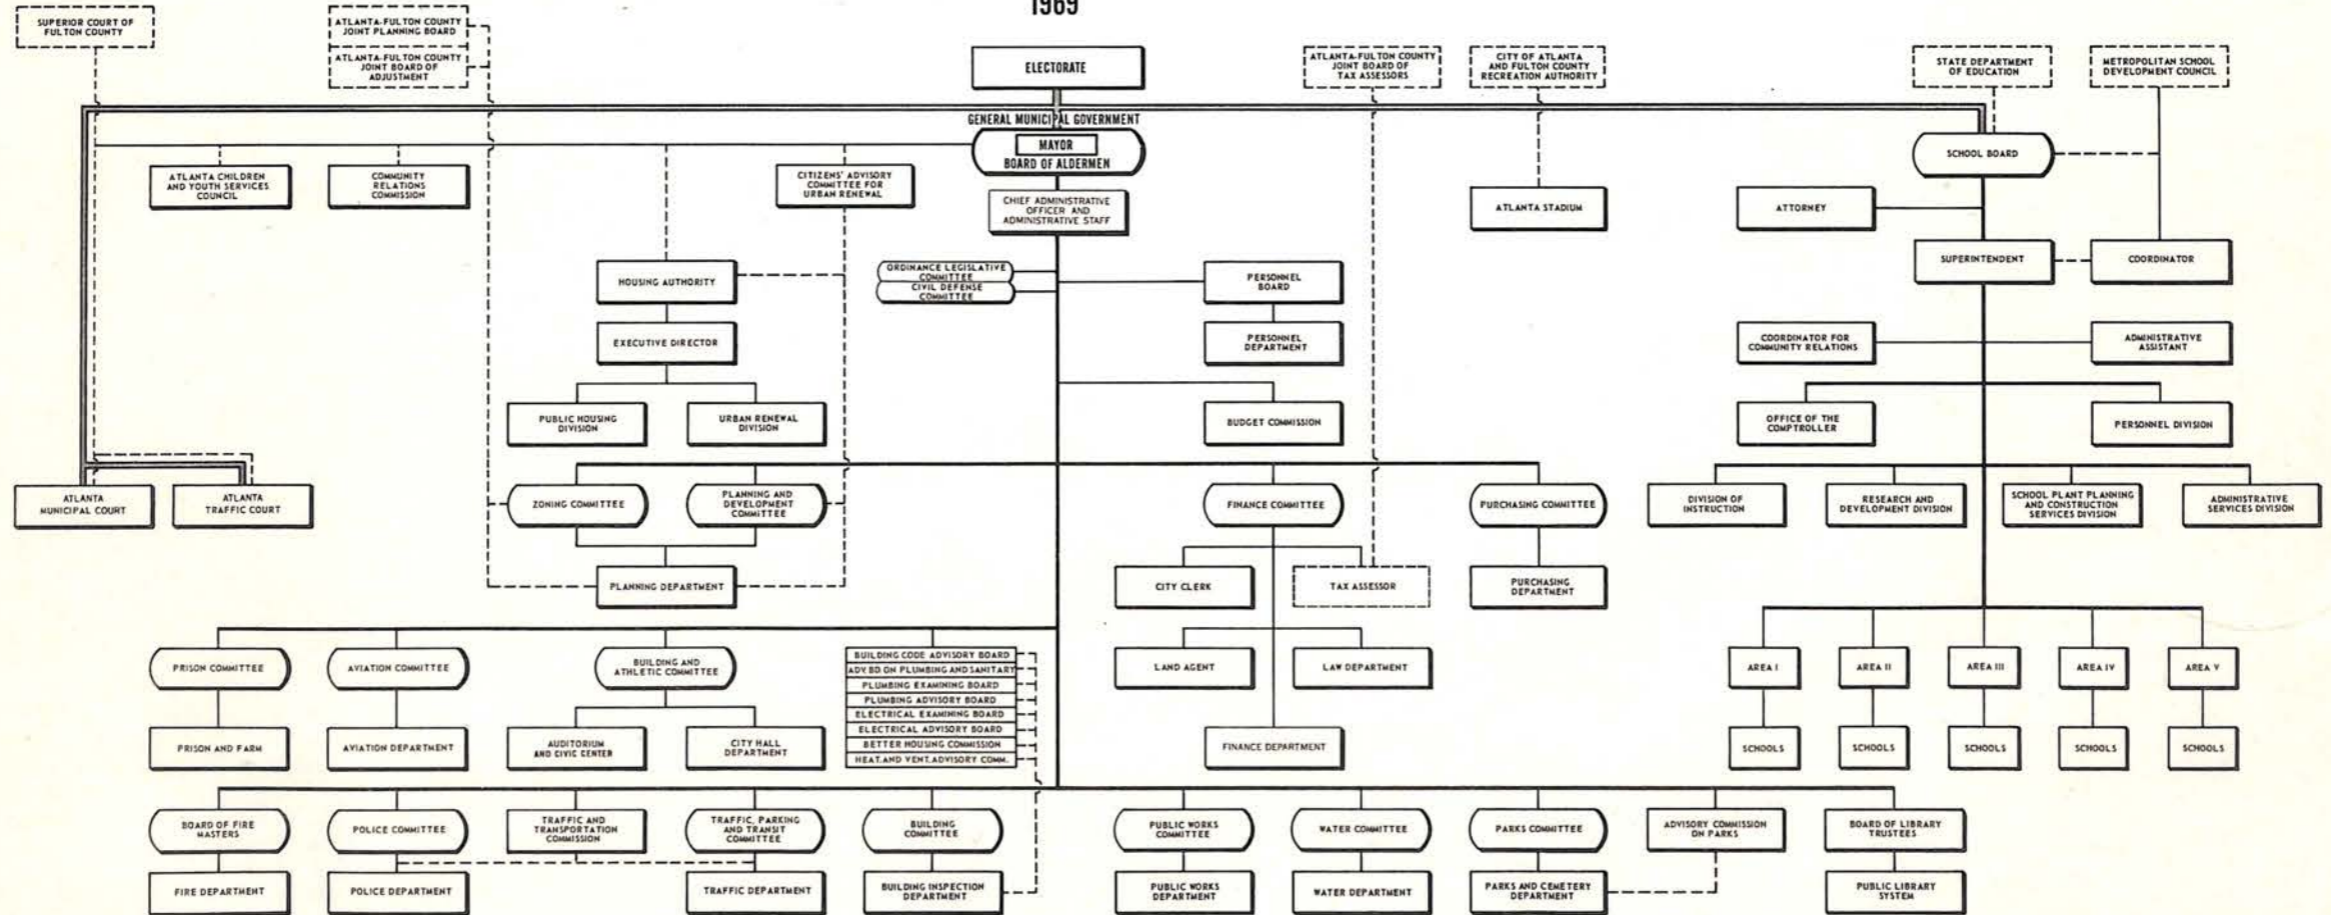 1969
SUPERIOR COURT OF
FULTON COUNTY
ATLANTA-FULTON COUNTY
JOINT PLANNING BOARD
ATLANTA-FULTON COUNTY
JOINT BOARD OF
ADJUSTMENT
ELECTORATE
ATLANTA-FULTON COUNTY
JOINT BOARD OF
TAX ASSESSORS
CITY OF ATLANTA
AND FULTON COUNTY
RECREATION AUTHORITY
STATE DEPARTMENT
OF EDUCATION
METROPOLITAN SCHOOL
DEVELOPMENT COUNCIL
GENERAL MUNICIPAL GOVERNMENT
MAYOR
BOARD OF ALDERMEN
SCHOOL BOARD
ATLANTA CHILDREN
AND YOUTH SERVICES
COUNCIL
COMMUNITY
RELATIONS
COMMISSION
CITIZENS' ADVISORY
COMMITTEE FOR
URBAN RENEWAL
CHIEF ADMINISTRATIVE
OFFICER AND
ADMINISTRATIVE STAFF
ATLANTA STADIUM
ATTORNEY
HOUSING AUTHORITY
ORDINANCE LEGISLATIVE
COMMITTEE
CIVIL DEFENSE
COMMITTEE
PERSONNEL
BOARD
SUPERINTENDENT
COORDINATOR
EXECUTIVE DIRECTOR
PERSONNEL
DEPARTMENT
COORDINATOR FOR
COMMUNITY RELATIONS
ADMINISTRATIVE
ASSISTANT
PUBLIC HOUSING
DIVISION
URBAN RENEWAL
DIVISION
BUDGET COMMISSION
OFFICE OF THE
COMPTROLLER
PERSONNEL DIVISION
ATLANTA
MUNICIPAL COURT
ATLANTA
TRAFFIC COURT
ZONING COMMITTEE
PLANNING AND
DEVELOPMENT
COMMITTEE
FINANCE COMMITTEE
PURCHASING COMMITTEE
DIVISION OF
INSTRUCTION
RESEARCH AND
DEVELOPMENT DIVISION
SCHOOL PLANT PLANNING
AND CONSTRUCTION
SERVICES DIVISION
ADMINISTRATIVE
SERVICES DIVISION
PLANNING DEPARTMENT
CITY CLERK
TAX ASSESSOR
PURCHASING
DEPARTMENT
PRISON COMMITTEE
AVIATION COMMITTEE
BUILDING AND
ATHLETIC COMMITTEE
BUILDING CODE ADVISORY BOARD
ADV BD ON PLUMBING AND SANITARY
PLUMBING EXAMINING BOARD
PLUMBING ADVISORY BOARD
ELECTRICAL EXAMINING BOARD
ELECTRICAL ADVISORY BOARD
BETTER HOUSING COMMISSION
HEAT. AND VENT. ADVISORY COMM.
LAND AGENT
LAW DEPARTMENT
AREA I
AREA II
AREA III
AREA IV
AREA V
PRISON AND FARM
AVIATION DEPARTMENT
AUDITORIUM
AND CIVIC CENTER
CITY HALL
DEPARTMENT
FINANCE DEPARTMENT
SCHOOLS
SCHOOLS
SCHOOLS
SCHOOLS
SCHOOLS
BOARD OF FIRE
MASTERS
POLICE COMMITTEE
TRAFFIC AND
TRANSPORTATION
COMMISSION
TRAFFIC, PARKING
AND TRANSIT
COMMITTEE
BUILDING
COMMITTEE
PUBLIC WORKS
COMMITTEE
WATER COMMITTEE
PARKS COMMITTEE
ADVISORY COMMISSION
ON PARKS
BOARD OF LIBRARY
TRUSTEES
FIRE DEPARTMENT
POLICE DEPARTMENT
TRAFFIC DEPARTMENT
BUILDING INSPECTION
DEPARTMENT
PUBLIC WORKS
DEPARTMENT
WATER DEPARTMENT
PARKS AND CEMETERY
DEPARTMENT
PUBLIC LIBRARY
SYSTEM